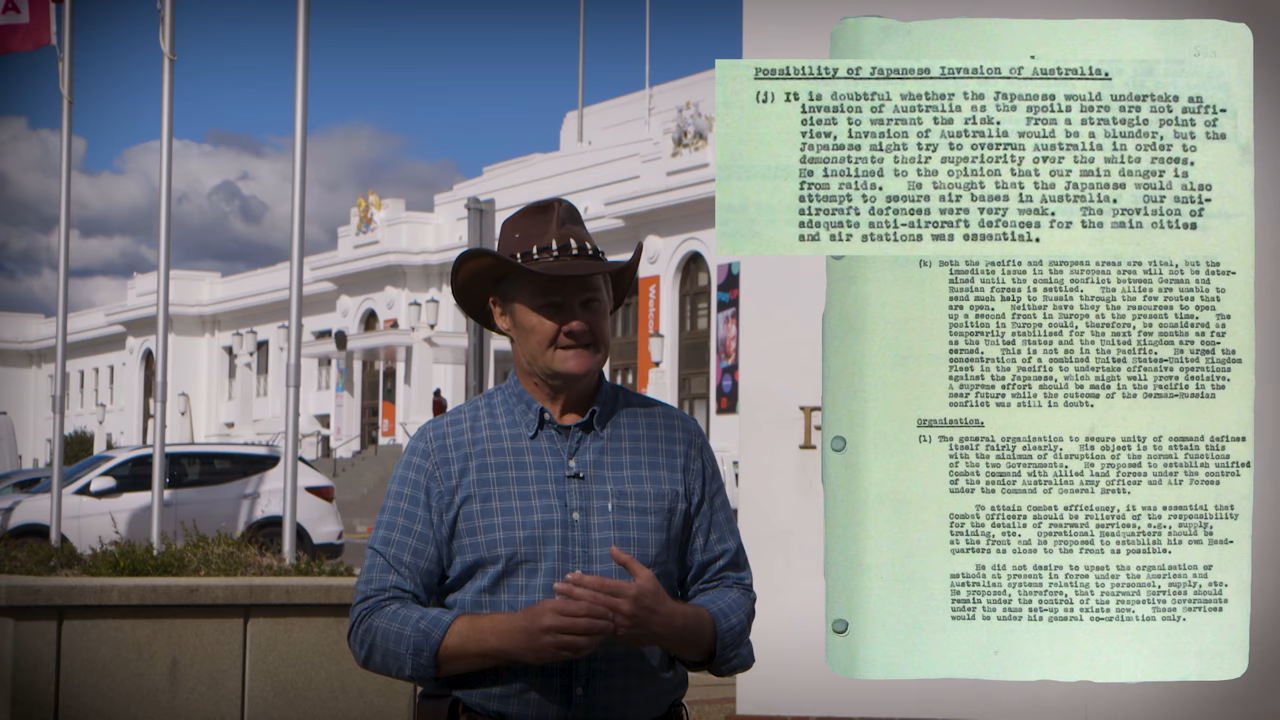 A
Welcom
Possibility of Japanese Invasion of Australia.
(j) It is doubtful whether the Japanese would undertake an
invasion of Australia as the spoils here are not suffi-
cient to warrant the risk. From a strategic point of
view, invasion of Australia would be a blunder, but the
Japanese might try to overrun Australia in order to
demonstrate their superiority over the white races.
He inclined to the opinion that our main danger is
from raids. He thought that the Japanese would also
attempt to secure air bases in Australia. Our anti-
aircraft defences were very weak. The provision of
adequate anti-aircraft defences for the main cities
and air stations was essential.
(k) Both the Pacific and European areas are vital, but the
immediate issue in the European area will not be deter-
mined until the coming conflict between German and
Russian forces is settled. The Allies are unable to
send much help to Russia through the few routes that
are open. Neither have they the resources to open
up a second front in Europe at the present time. The
position in Europe could, therefore, be considered as
temporarily stabilised for the next few months as far
as the United States and the United Kingdom are con-
cerned. This is not so in the Pacific. He urged the
concentration of a combined United States-United Kingdom
Fleet in the Pacific to undertake offensive operations
against the Japanese, which might well prove decisive.
A supreme effort should be made in the Pacific in the
near future while the outcome of the German-Russian
conflict was still in doubt.
Organisation.
(l) The general organisation to secure unity of command defines
itself fairly clearly. His object is to attain this
with the minimum of disruption of the normal functions
of the two Governments. He proposed to establish unified
Combat Command with Allied land forces under the control
of the senior Australian Army officer and Air Forces
under the Command of General Brett.
To attain Combat efficiency, it was essential that
Combat Officers should be relieved of the responsibility
for the details of rearward services, e.g., supply,
training, etc. Operational Headquarters should be
at the front and he proposed to establish his own Head-
quarters as close to the front as possible.
He did not desire to upset the organisation or
methods at present in force under the American and
Australian systems relating to personnel, supply, etc.
He proposed, therefore, that rearward Services should
remain under the control of the respective Governments
under the same set-up as exists now. These Services
would be under his general co-ordination only.